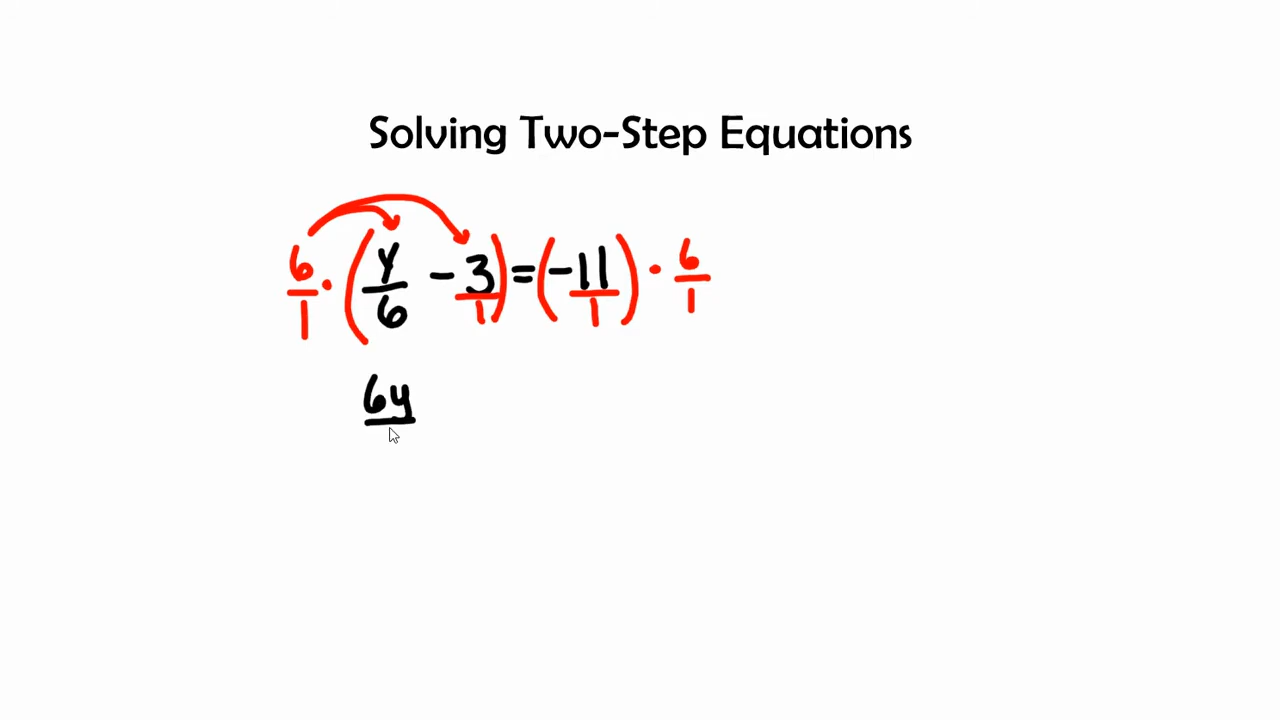 Solving Two-Step Equations
6/1 · (y/6 - 3/1) = (-11/1) · 6/1
6y